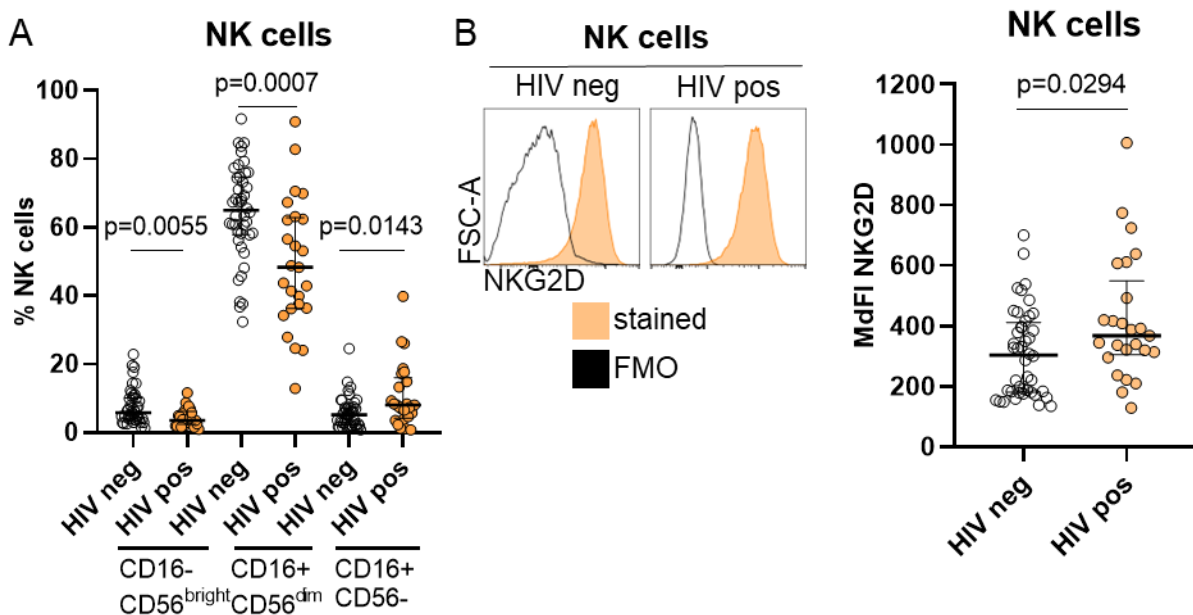 A
NK cells
p=0.0007
p=0.0055
p=0.0143
% NK cells
100
80
60
40
20
0
HIV neg
HIV pos
HIV neg
HIV pos
HIV neg
HIV pos
CD16-
CD56bright
CD16+
CD56dim
CD16+
CD56-
B
NK cells
HIV neg
HIV pos
FSC-A
NKG2D
stained
FMO
NK cells
p=0.0294
MdFI NKG2D
1200
1000
800
600
400
200
0
HIV neg
HIV pos